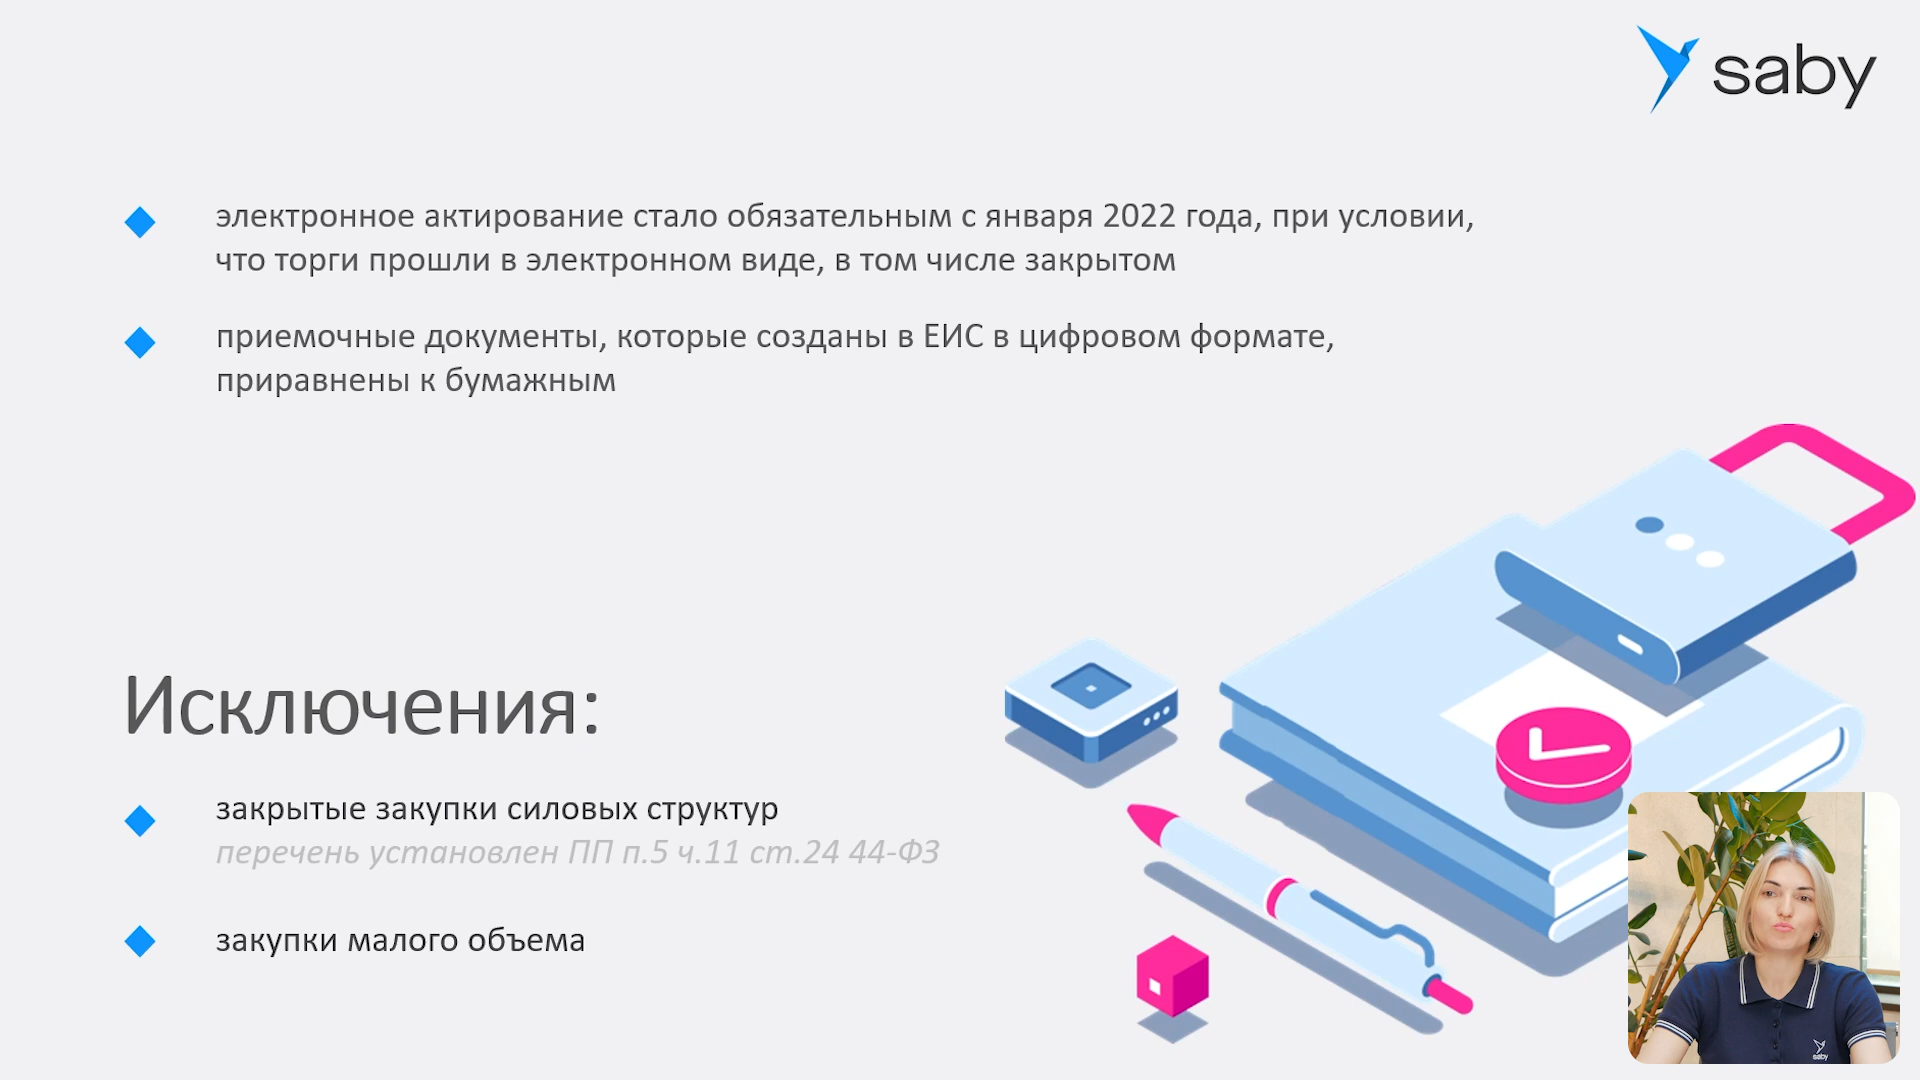 saby
электронное актирование стало обязательным с января 2022 года, при условии,
что торги прошли в электронном виде, в том числе закрытом
приемочные документы, которые созданы в ЕИС в цифровом формате,
приравнены к бумажным
Исключения:
закрытые закупки силовых структур
перечень установлен ПП п.5 ч.11 ст.24 44-ФЗ
закупки малого объема
saby